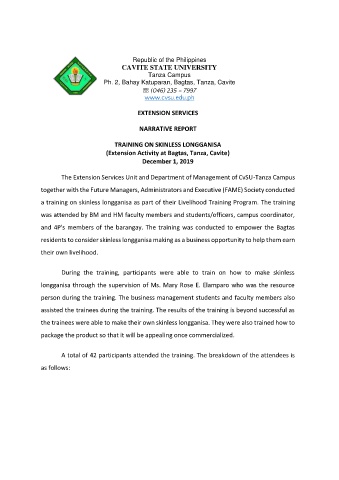 Republic of the Philippines
CAVITE STATE UNIVERSITY
Tanza Campus
Ph. 2, Bahay Katuparan, Bagtas, Tanza, Cavite
☎ (046) 235 – 7997
www.cvsu.edu.ph
EXTENSION SERVICES
NARRATIVE REPORT
TRAINING ON SKINLESS LONGGANISA
(Extension Activity at Bagtas, Tanza, Cavite)
December 1, 2019
The Extension Services Unit and Department of Management of CvSU-Tanza Campus
together with the Future Managers, Administrators and Executive (FAME) Society conducted
a training on skinless longganisa as part of their Livelihood Training Program. The training
was attended by BM and HM faculty members and students/officers, campus coordinator,
and 4P's members of the barangay. The training was conducted to empower the Bagtas
residents to consider skinless longganisa making as a business opportunity to help them earn
their own livelihood.
During the training, participants were able to train on how to make skinless
longganisa through the supervision of Ms. Mary Rose E. Elamparo who was the resource
person during the training. The business management students and faculty members also
assisted the trainees during the training. The results of the training is beyond successful as
the trainees were able to make their own skinless longganisa. They were also trained how to
package the product so that it will be appealing once commercialized.
A total of 42 participants attended the training. The breakdown of the attendees is
as follows: